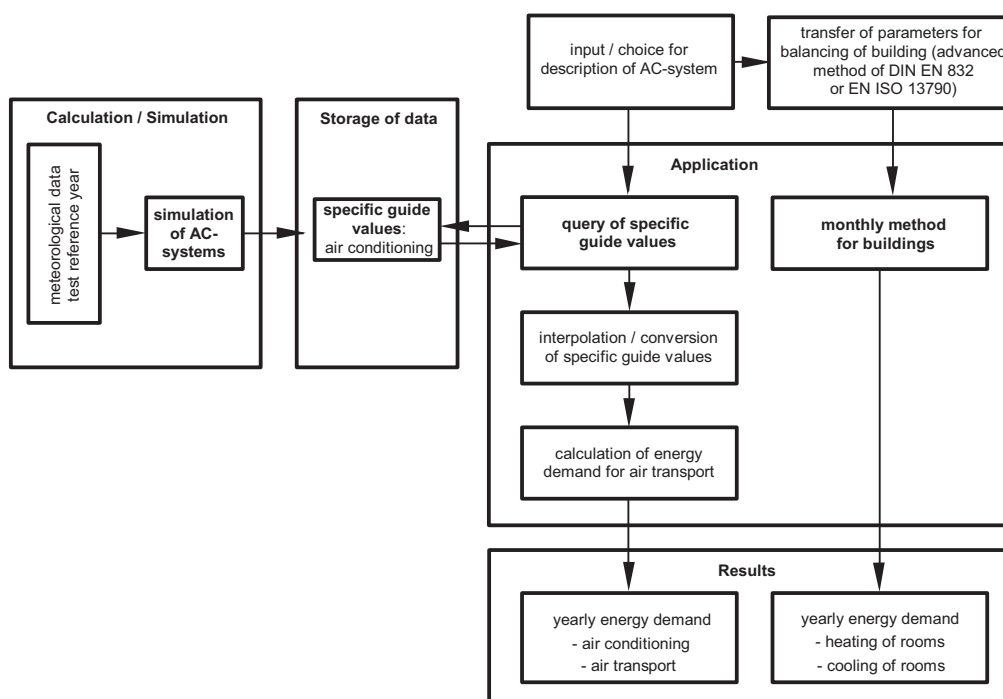 input / choice for
description of AC-system
transfer of parameters for
balancing of building (advanced
method of DIN EN 832
or EN ISO 13790)
Calculation / Simulation
meteorological data
test reference year
simulation
of AC-
systems
Storage of data
specific guide
values:
air conditioning
Application
query of specific
guide values
monthly method
for buildings
interpolation / conversion
of specific guide values
calculation of energy
demand for air transport
Results
yearly energy demand
- air conditioning
- air transport
yearly energy demand
- heating of rooms
- cooling of rooms